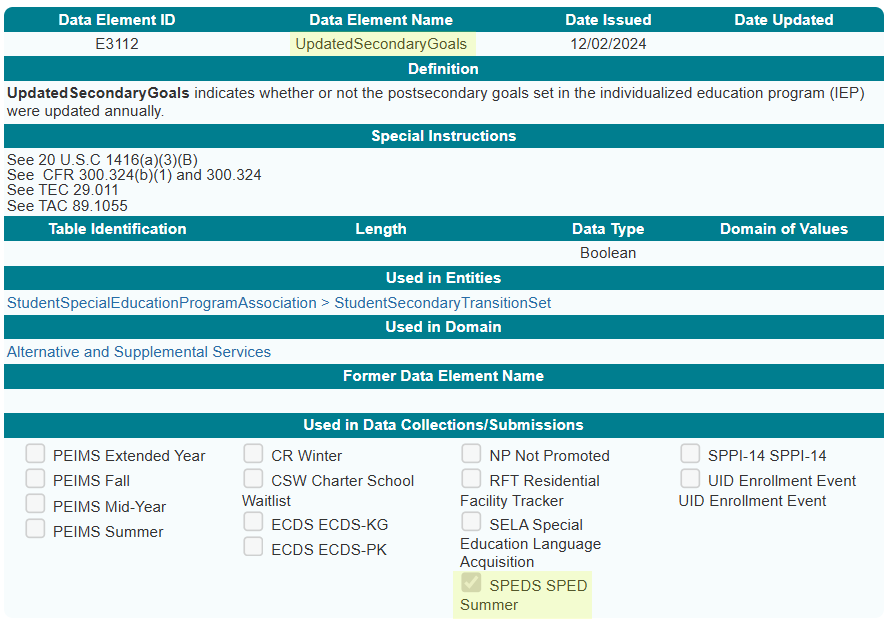 Data Element ID Data Element Name Date Issued Date Updated
E3112 UpdatedSecondaryGoals 12/02/2024
Definition
UpdatedSecondaryGoals indicates whether or not the postsecondary goals set in the individualized education program (IEP)
were updated annually.
Special Instructions
See 20 U.S.C 1416(a)(3)(B)
See  CFR 300.324(b)(1) and 300.324
See TEC 29.011
See TAC 89.1055
Table Identification Length Data Type Domain of Values
Boolean
Used in Entities
StudentSpecialEducationProgramAssociation > StudentSecondaryTransitionSet
Used in Domain
Alternative and Supplemental Services
Former Data Element Name
Used in Data Collections/Submissions
PEIMS Extended Year
PEIMS Fall
PEIMS Mid-Year
PEIMS Summer
CR Winter
CSW Charter School
Waitlist
ECDS ECDS-KG
ECDS ECDS-PK
NP Not Promoted
RFT Residential
Facility Tracker
SELA Special
Education Language
Acquisition
SPEDS SPED
Summer
SPPI-14 SPPI-14
UID Enrollment Event
UID Enrollment Event